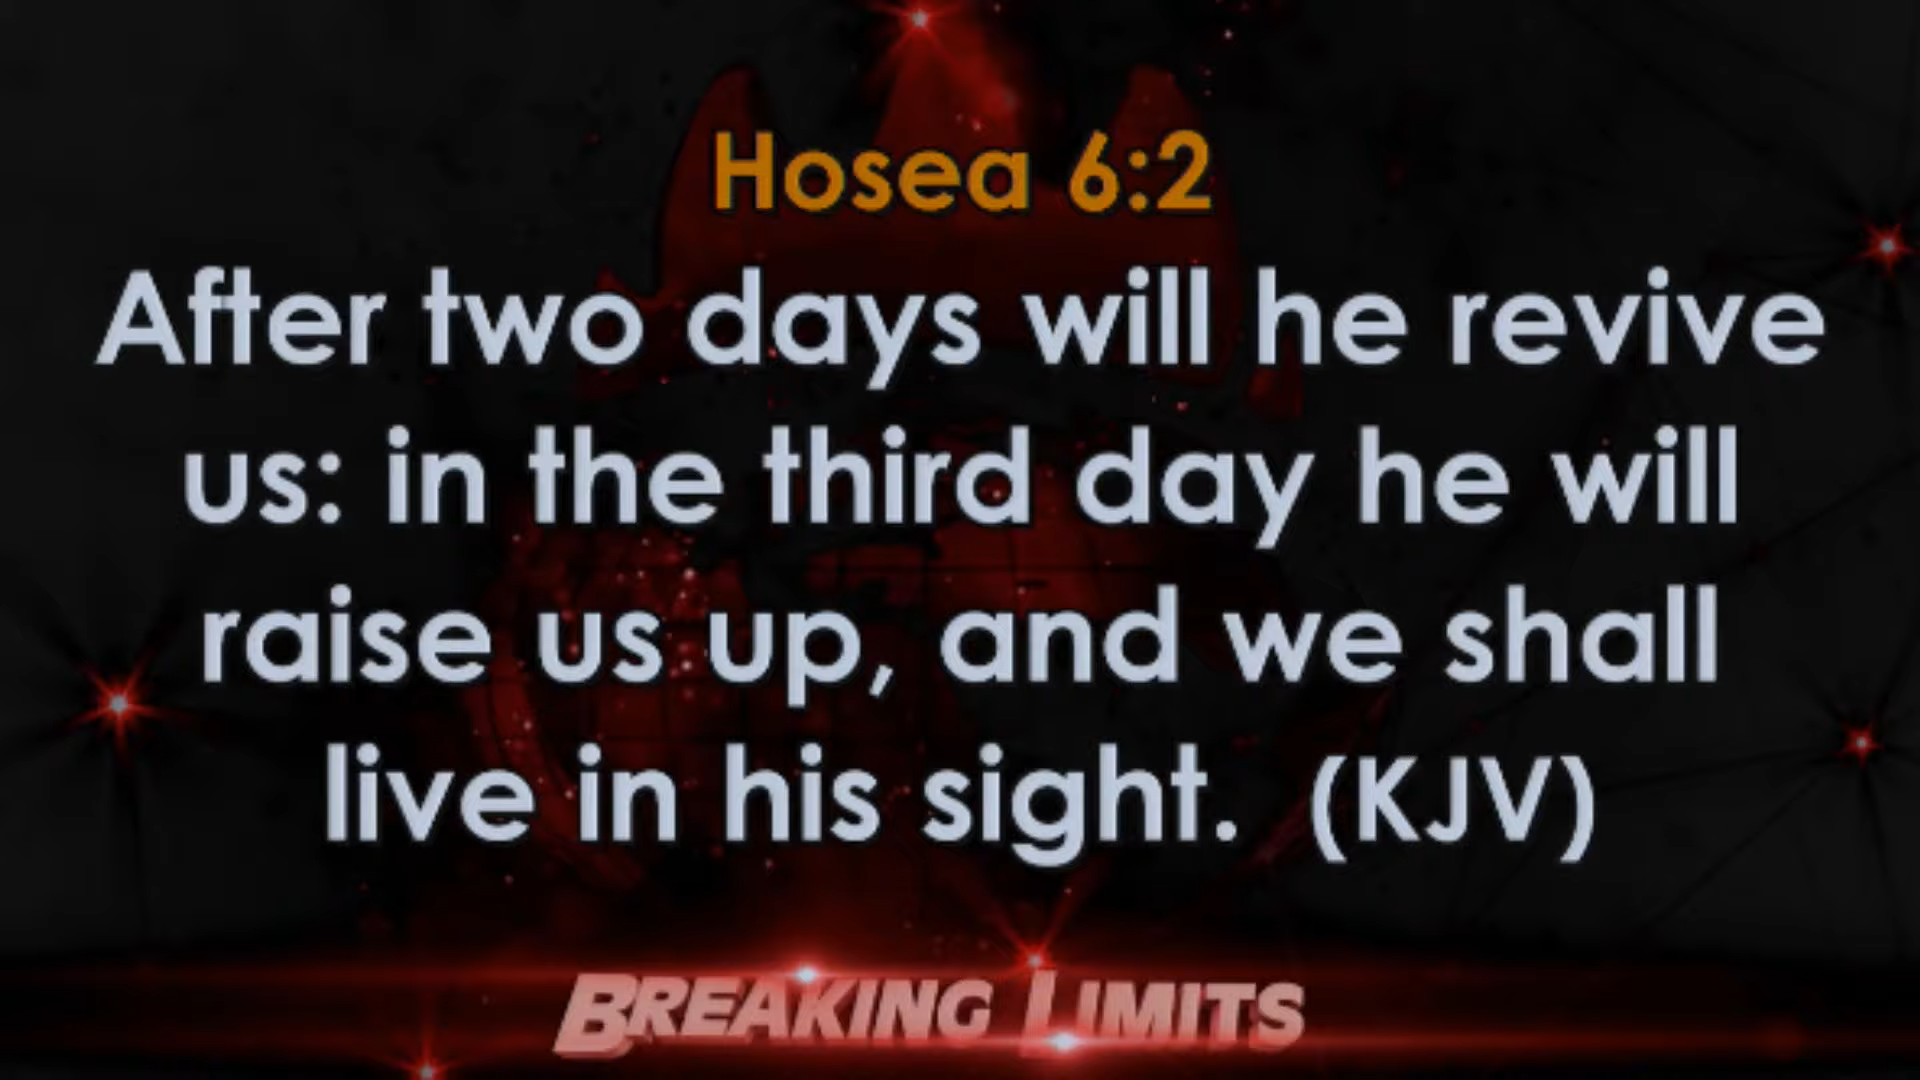 Hosea 6:2
After two days will he revive
us: in the third day he will
raise us up, and we shall
live in his sight. (KJV)
BREAKING LIMITS